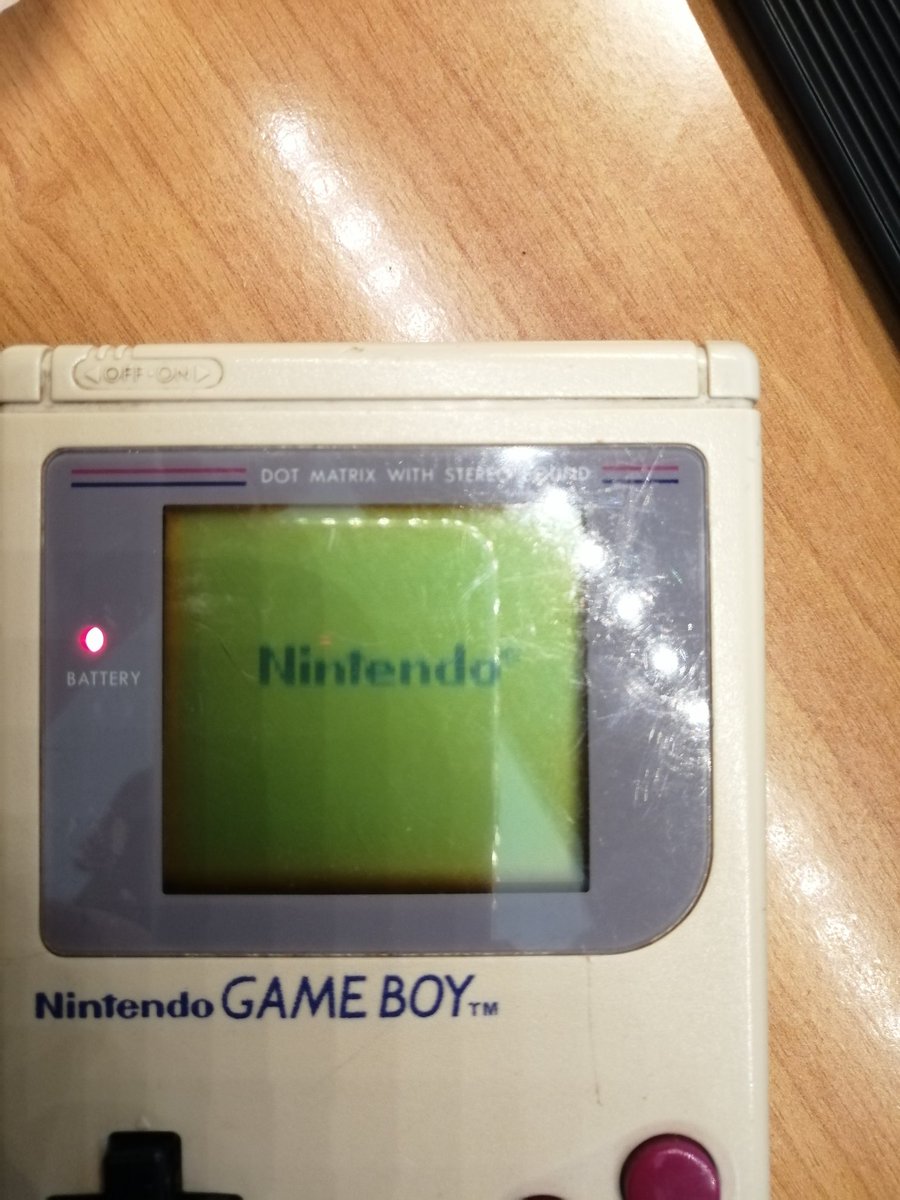 OFF-ON
DOT MATRIX WITH STEREO SOUND
Nintendo®
BATTERY
Nintendo GAME BOY™